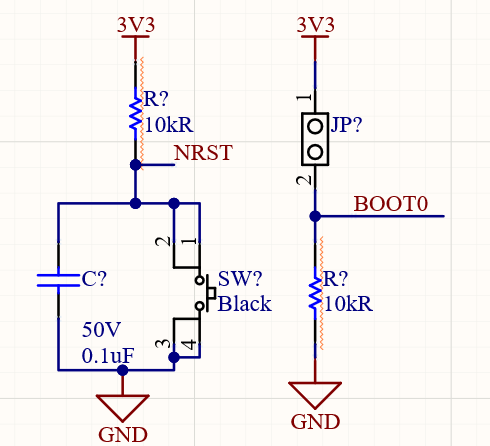 3V3
3V3
R?
10kR
1
JP?
NRST
2
BOOT0
2
1
C?
SW?
Black
R?
10kR
50V
0.1uF
3
4
GND
GND